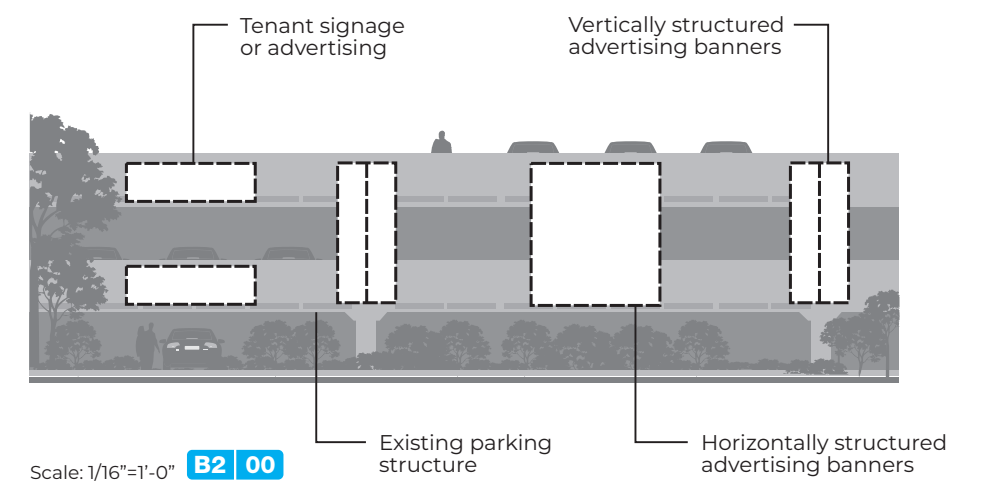 Tenant signage
or advertising
Vertically structured
advertising banners
Existing parking
structure
Horizontally structured
advertising banners
Scale: 1/16”=1’-0”
B2 00